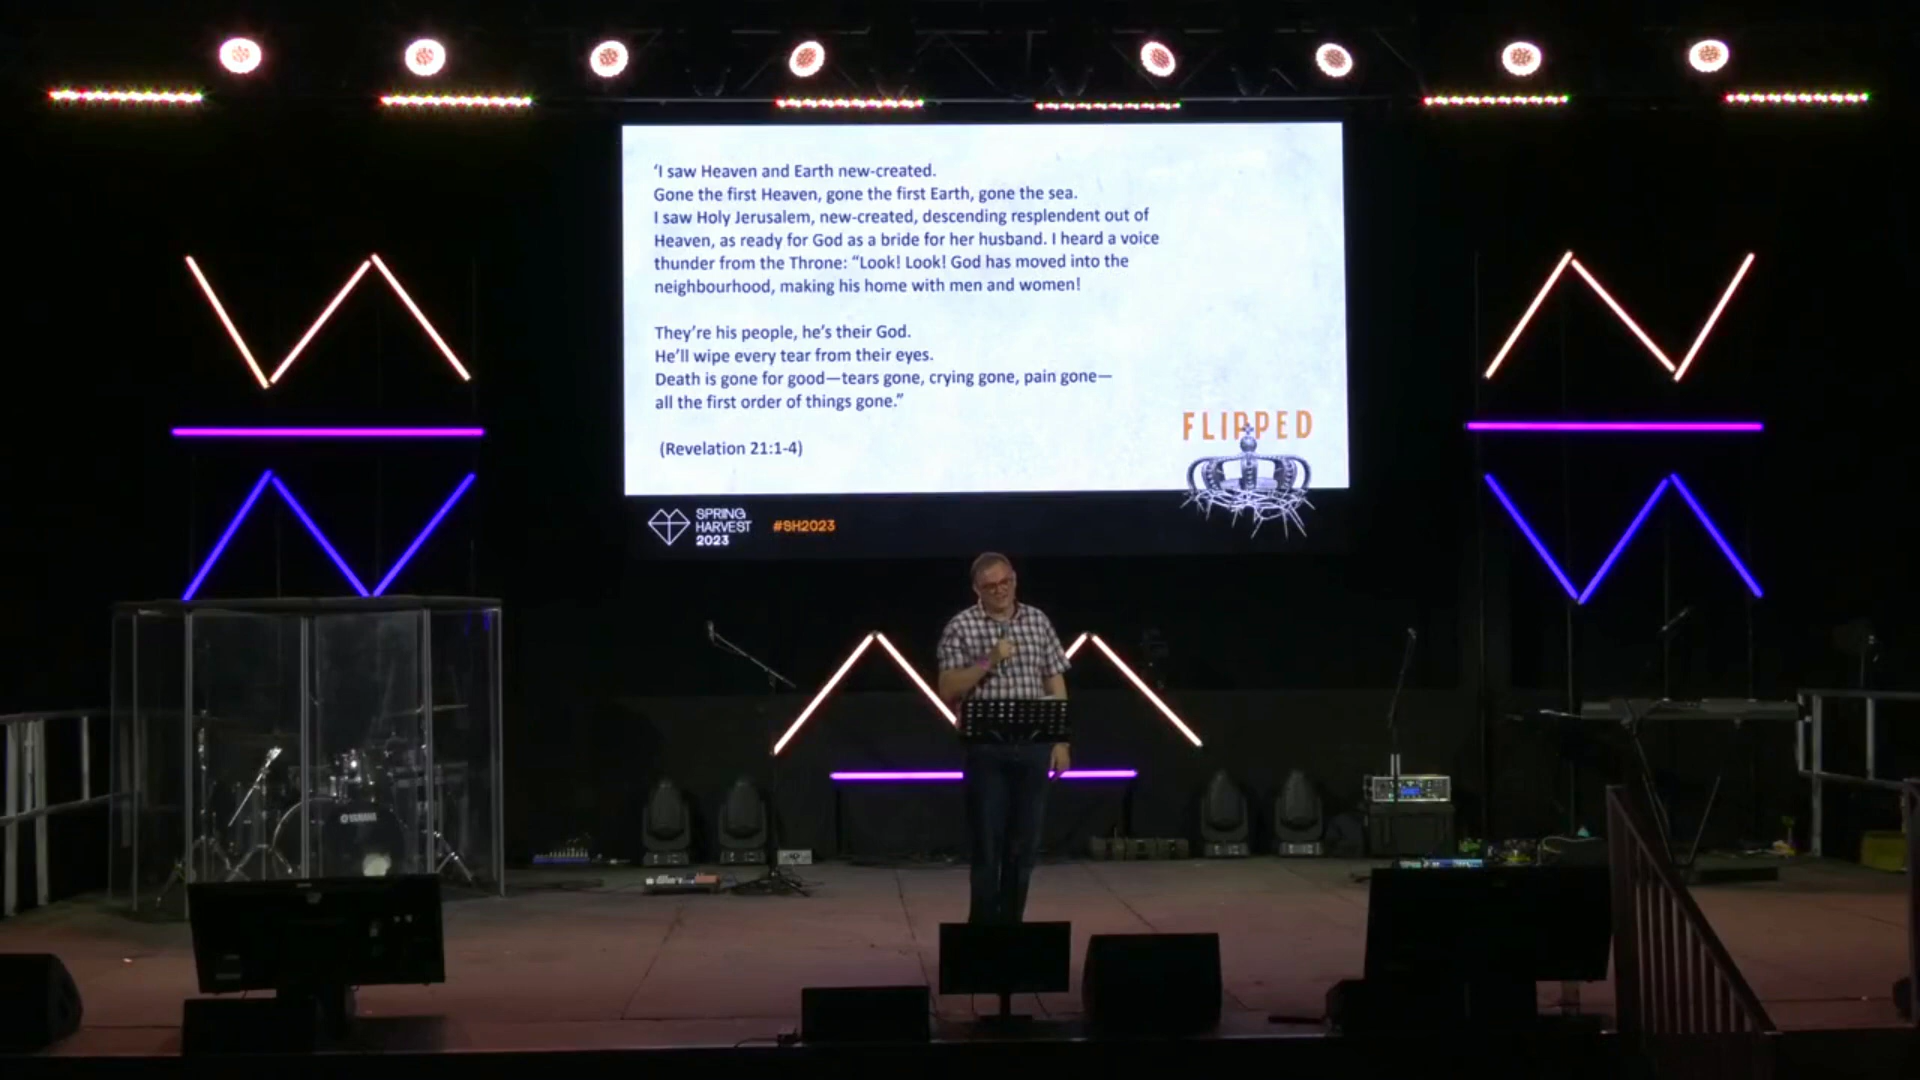 ‘I saw Heaven and Earth new-created.
Gone the first Heaven, gone the first Earth, gone the sea.
I saw Holy Jerusalem, new-created, descending resplendent out of
Heaven, as ready for God as a bride for her husband. I heard a voice
thunder from the Throne: “Look! Look! God has moved into the
neighbourhood, making his home with men and women!
They’re his people, he’s their God.
He’ll wipe every tear from their eyes.
Death is gone for good—tears gone, crying gone, pain gone—
all the first order of things gone.”
(Revelation 21:1-4)
FLIPPED
SPRING
HARVEST
2023
#SH2023
YAMAHA